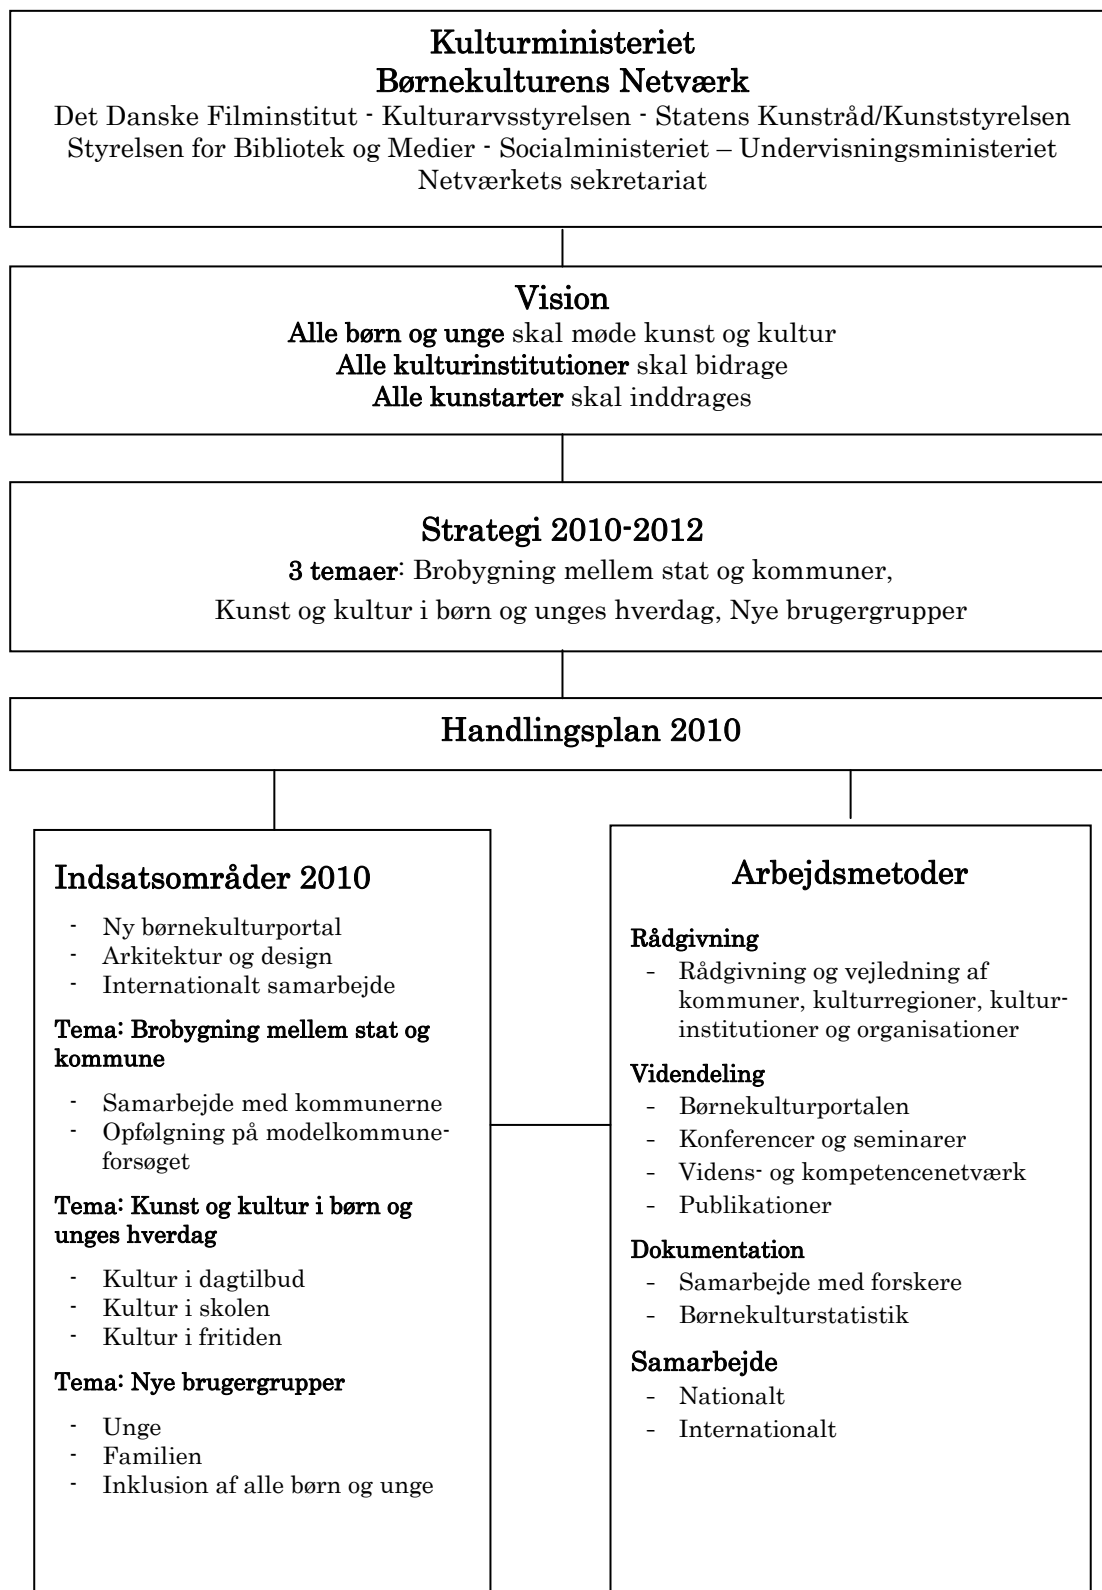 Kulturministeriet
Børnekulturens Netværk
Det Danske Filminstitut - Kulturarvsstyrelsen - Statens Kunstråd/Kunststyrelsen
Styrelsen for Bibliotek og Medier - Socialministeriet – Undervisningsministeriet
Netværkets sekretariat
Vision
Alle børn og unge skal møde kunst og kultur
Alle kulturinstitutioner skal bidrage
Alle kunstarter skal inddrages
Strategi 2010-2012
3 temaer: Brobygning mellem stat og kommuner,
Kunst og kultur i børn og unges hverdag, Nye brugergrupper
Handlingsplan 2010
Indsatsområder 2010
- Ny børnekulturportal
- Arkitektur og design
- Internationalt samarbejde
Tema: Brobygning mellem stat og
kommune
- Samarbejde med kommunerne
- Opfølgning på modelkommune-
forsøget
Tema: Kunst og kultur i børn og
unges hverdag
- Kultur i dagtilbud
- Kultur i skolen
- Kultur i fritiden
Tema: Nye brugergrupper
- Unge
- Familien
- Inklusion af alle børn og unge
Arbejdsmetoder
Rådgivning
- Rådgivning og vejledning af
kommuner, kulturregioner, kultur-
institutioner og organisationer
Videndeling
- Børnekulturportalen
- Konferencer og seminarer
- Videns- og kompetencenetværk
- Publikationer
Dokumentation
- Samarbejde med forskere
- Børnekulturstatistik
Samarbejde
- Nationalt
- Internationalt